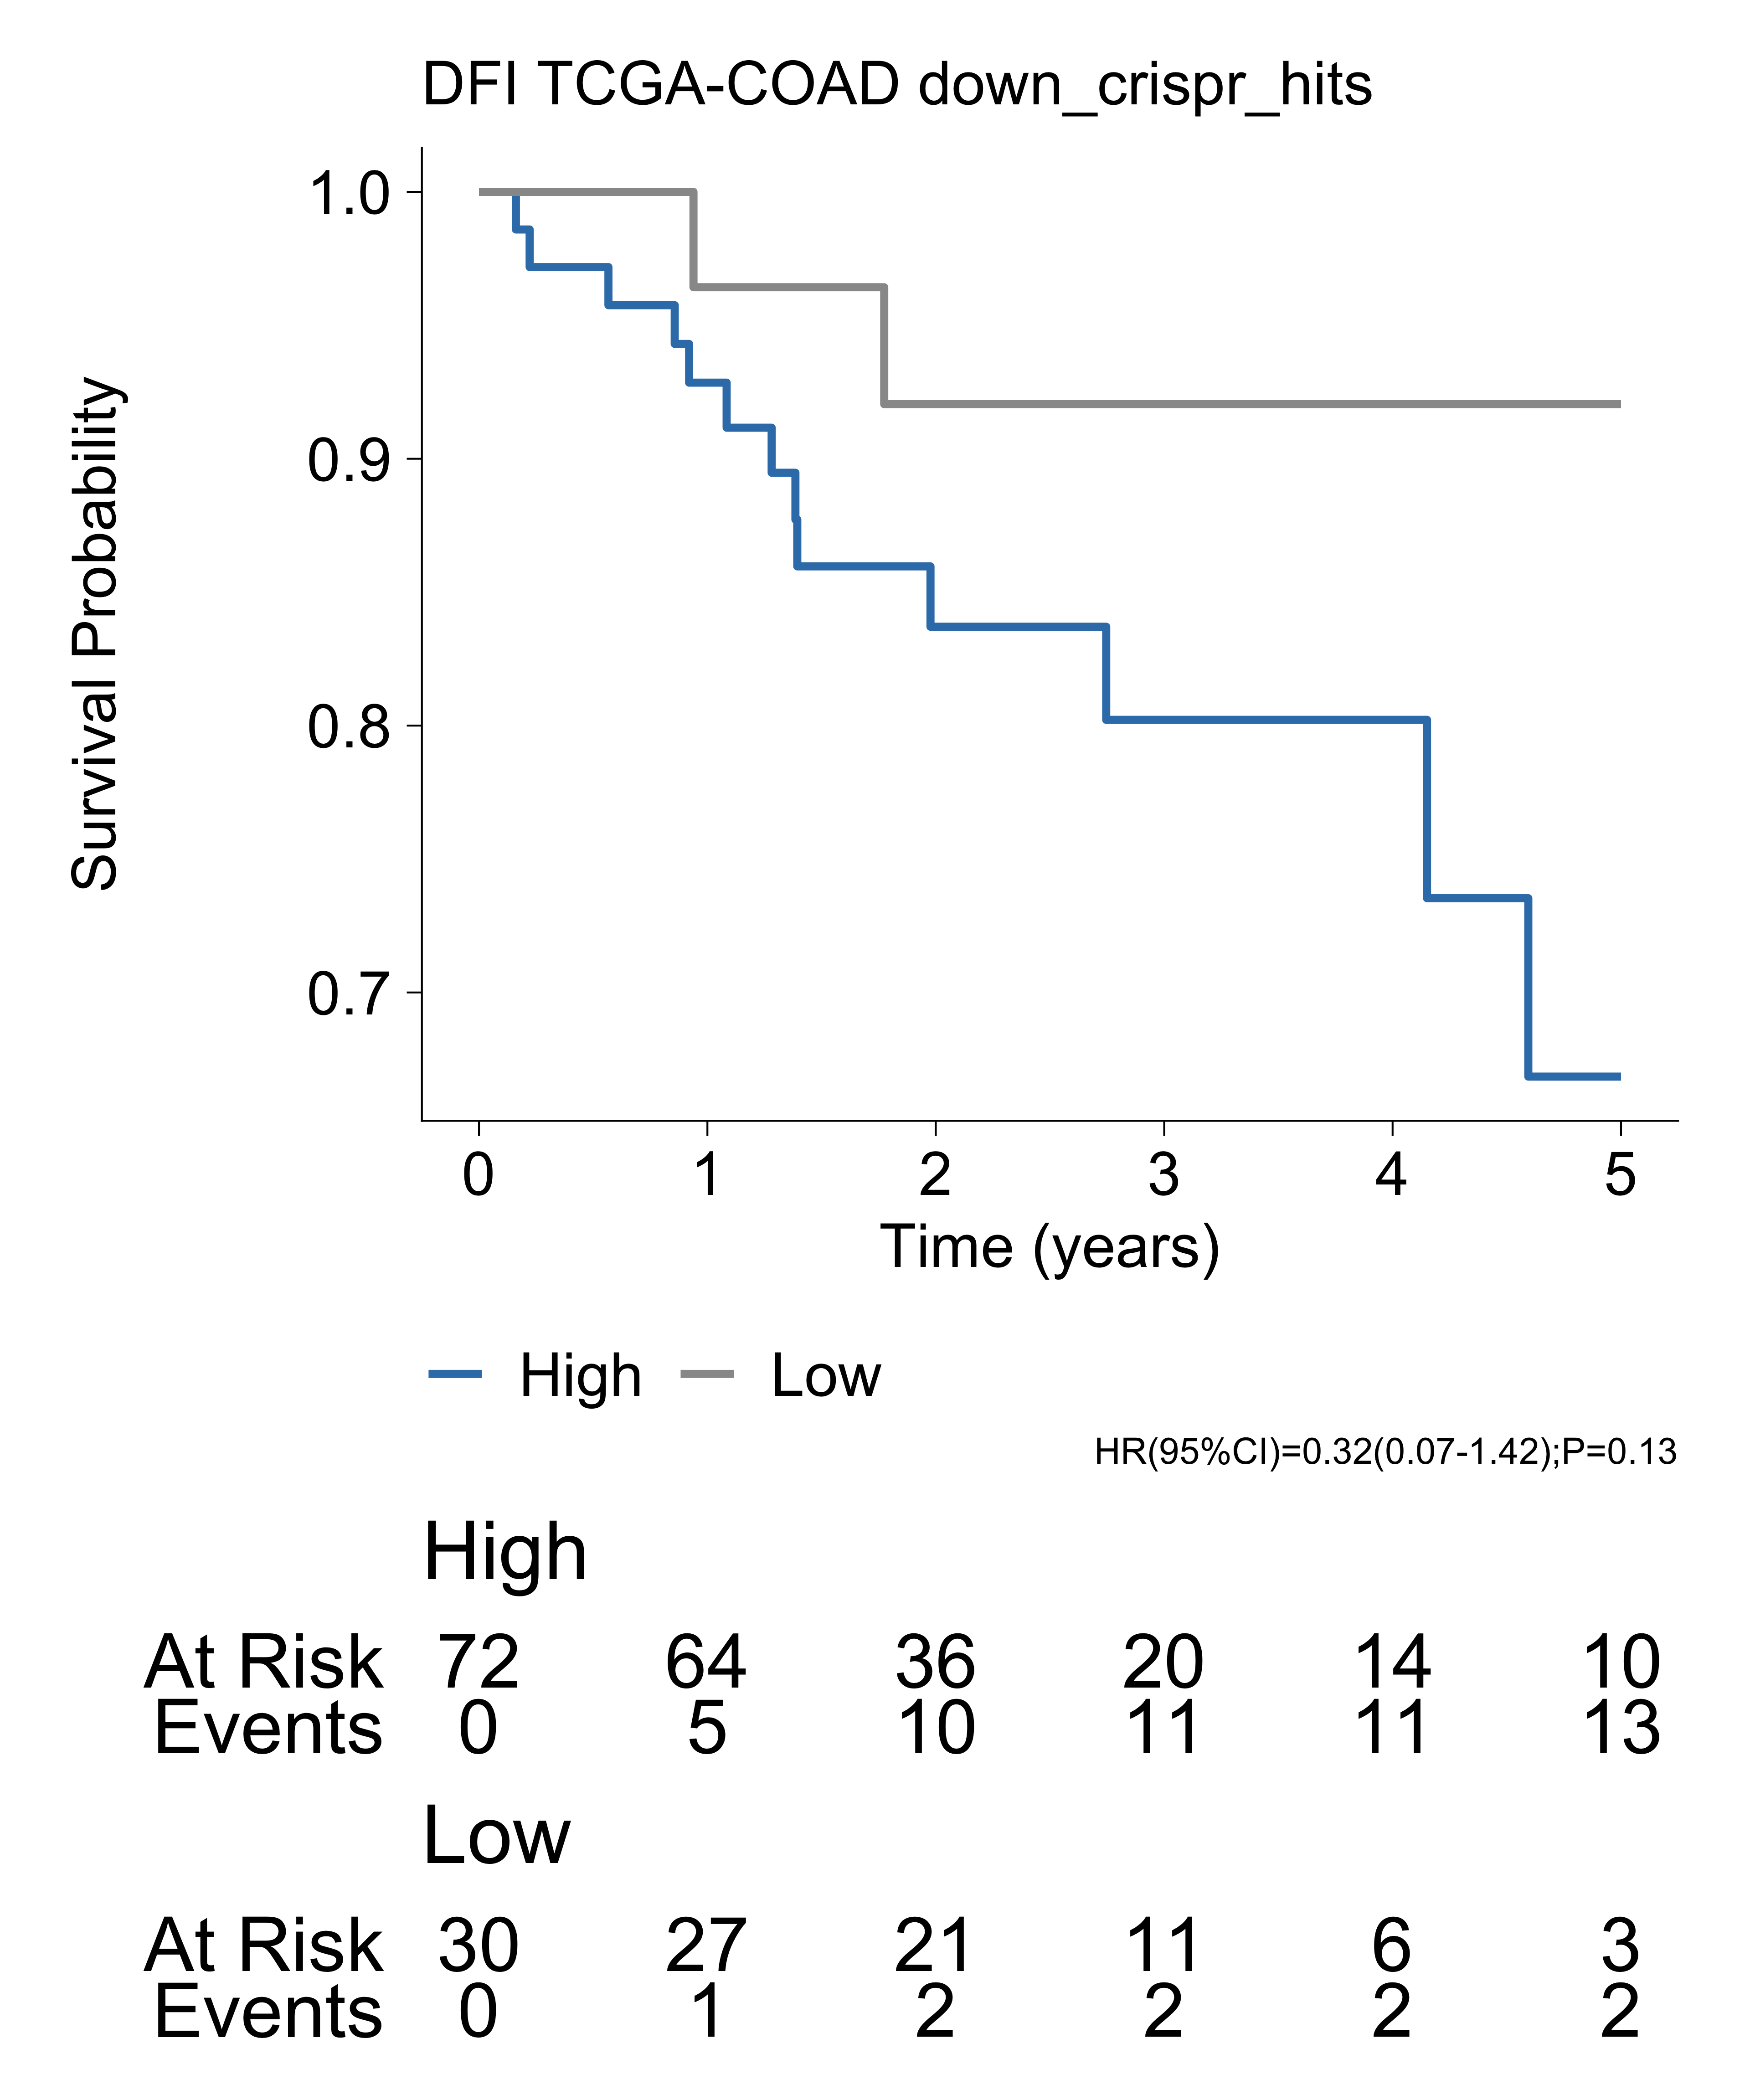 DFI TCGA-COAD down_crispr_hits
Survival Probability
1.0
0.9
0.8
0.7
0 1 2 3 4 5
Time (years)
High Low
HR(95%CI)=0.32(0.07-1.42);P=0.13
High
At Risk 72 64 36 20 14 10
Events 0 5 10 11 11 13
Low
At Risk 30 27 21 11 6 3
Events 0 1 2 2 2 2